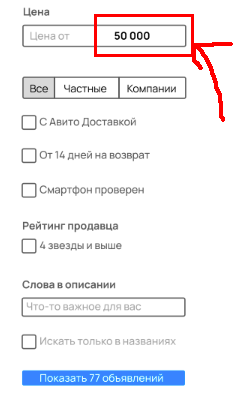 Цена
Цена от 50 000
Все Частные Компании
С Авито Доставкой
От 14 дней на возврат
Смартфон проверен
Рейтинг продавца
4 звезды и выше
Слова в описании
Что-то важное для вас
Искать только в названиях
Показать 77 объявлений